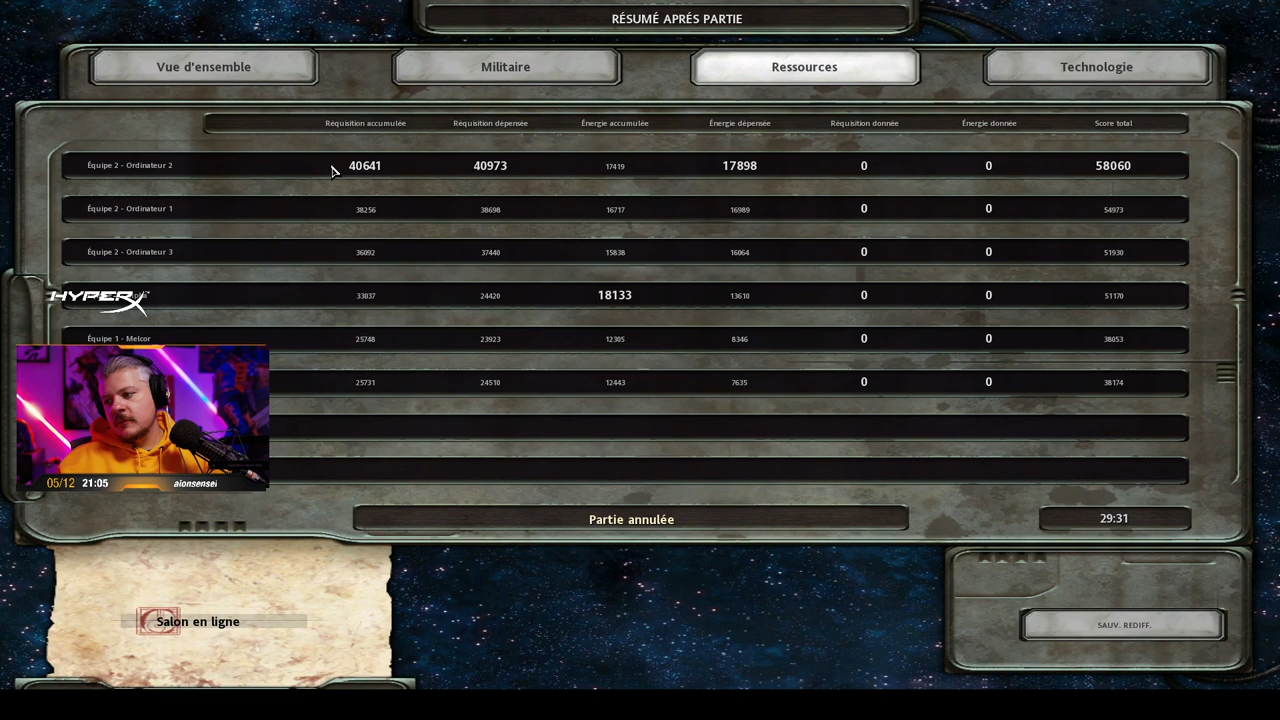 RÉSUMÉ APRÉS PARTIE
Vue d'ensemble Militaire Ressources Technologie
Réquisition accumulée Réquisition dépensée Énergie accumulée Énergie dépensée Réquisition donnée Énergie donnée Score total
Équipe 2 - Ordinateur 2 40641 40973 17419 17898 0 0 58060
Équipe 2 - Ordinateur 1 38256 38698 16717 16989 0 0 54973
Équipe 2 - Ordinateur 3 36092 37440 15838 16064 0 0 51930
HYPERX 33037 24420 18133 13610 0 0 51170
Équipe 1 - Melcor 25748 23923 12305 8346 0 0 38053
25731 24510 12443 7635 0 0 38174
05/12 21:05 aionsensei
Partie annulée 29:31
Salon en ligne
SAUV. REDIFF.